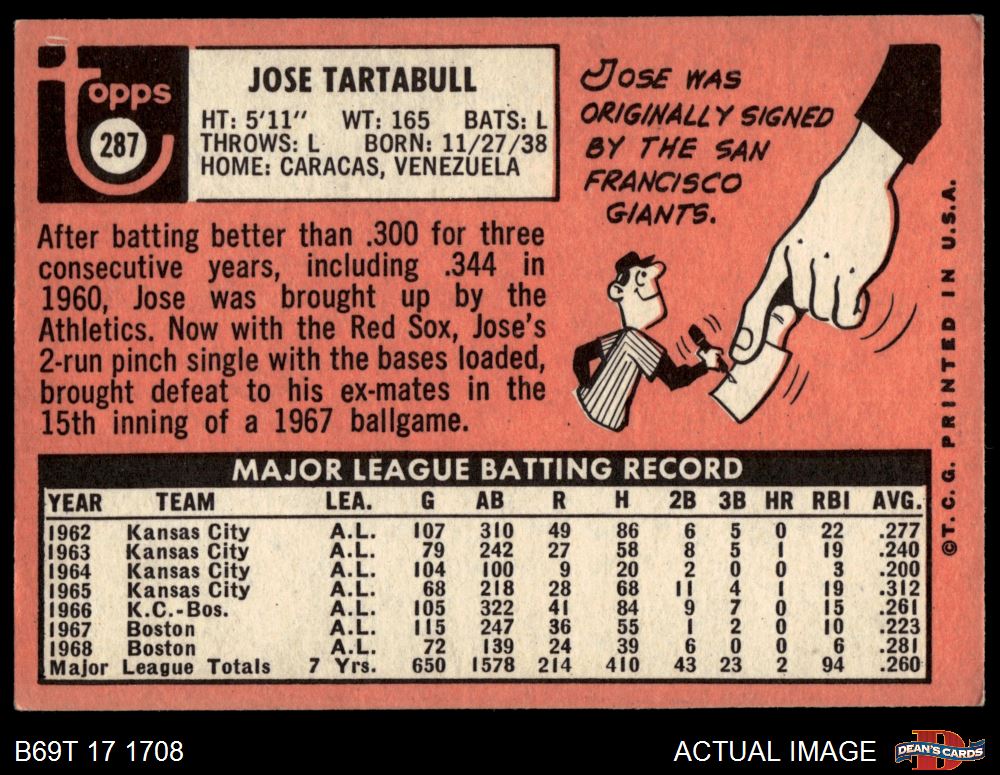 Topps
287
JOSE TARTABULL
HT: 5'11" WT: 165 BATS: L
THROWS: L BORN: 11/27/38
HOME: CARACAS, VENEZUELA
JOSE WAS
ORIGINALLY SIGNED
BY THE SAN
FRANCISCO
GIANTS.
After batting better than .300 for three
consecutive years, including .344 in
1960, Jose was brought up by the
Athletics. Now with the Red Sox, Jose's
2-run pinch single with the bases loaded,
brought defeat to his ex-mates in the
15th inning of a 1967 ballgame.
©T. C. G. PRINTED IN U.S.A.
MAJOR LEAGUE BATTING RECORD
YEAR TEAM LEA. G AB R H 2B 3B HR RBI AVG.
1962 Kansas City A.L. 107 310 49 86 6 5 0 22 .277
1963 Kansas City A.L. 79 242 27 58 8 5 1 19 .240
1964 Kansas City A.L. 104 100 9 20 2 0 0 3 .200
1965 Kansas City A.L. 68 218 28 68 11 4 1 19 .312
1966 K.C.-Bos. A.L. 105 322 41 84 9 7 0 15 .261
1967 Boston A.L. 115 247 36 55 1 2 0 10 .223
1968 Boston A.L. 72 139 24 39 6 0 0 6 .281
Major League Totals 7 Yrs. 650 1578 214 410 43 23 2 94 .260
B69T 17 1708
ACTUAL IMAGE
D
DEAN'S CARDS